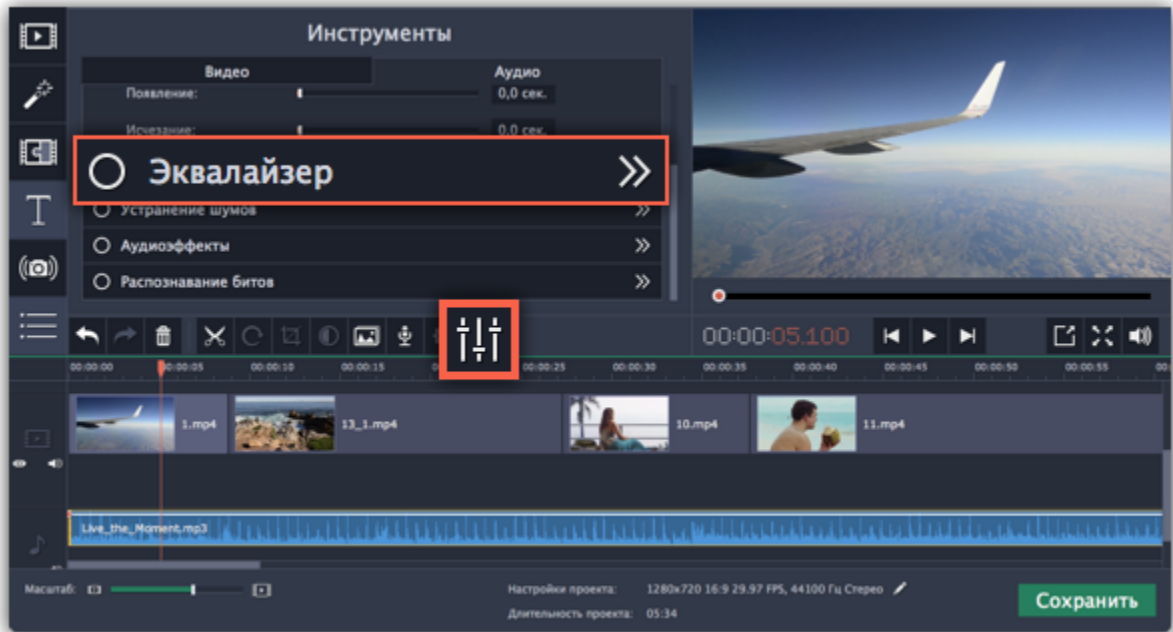 Инструменты
Видео
Аудио
Появление:
0,0 сек.
Исчезание:
0,0 сек.
Эквалайзер
Устранение шумов
Аудиоэффекты
Распознавание битов
00:00:05.100
00:00:00
00:00:05
00:00:10
00:00:15
00:00:25
00:00:30
00:00:35
00:00:40
00:00:45
00:00:50
00:00:55
1.mp4
13_1.mp4
10.mp4
11.mp4
Live_the_Moment.mp3
Масштаб:
Настройки проекта: 1280x720 16:9 29.97 FPS, 44100 Гц Стерео
Длительность проекта: 05:34
Сохранить